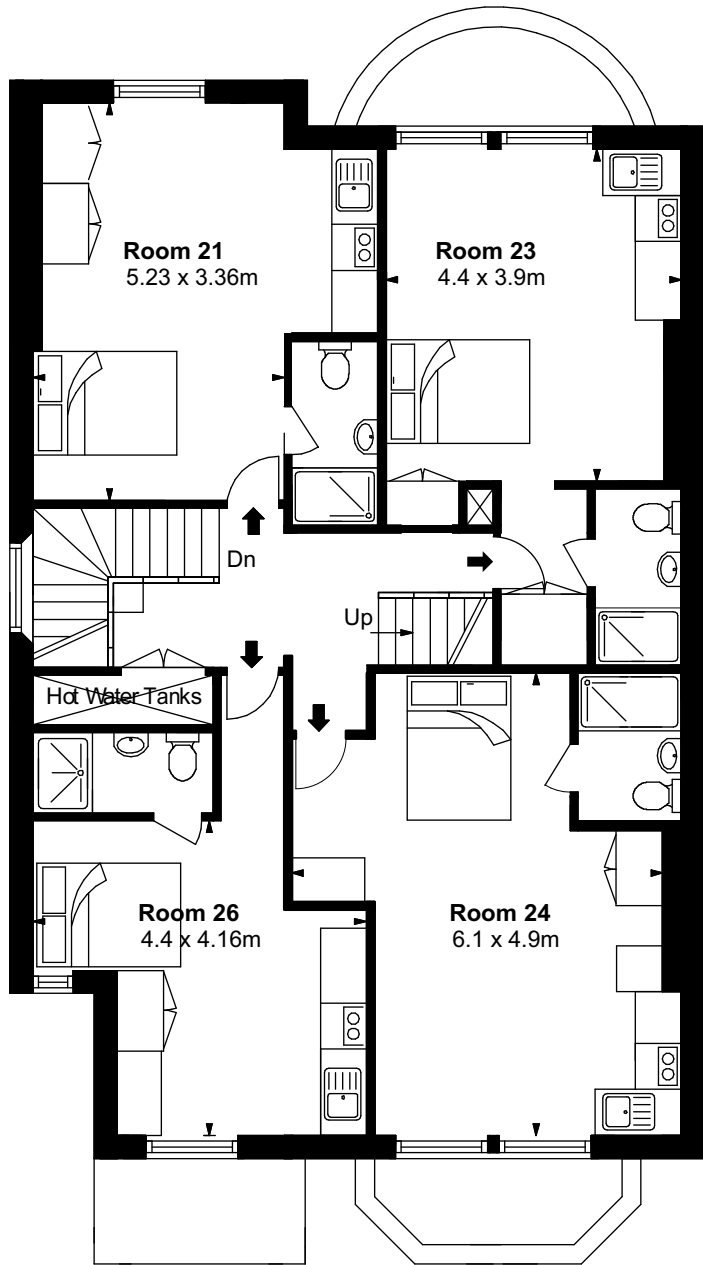 Room 21
5.23 x 3.36m
Room 23
4.4 x 3.9m
Dn
Up
Hot Water Tanks
Room 26
4.4 x 4.16m
Room 24
6.1 x 4.9m